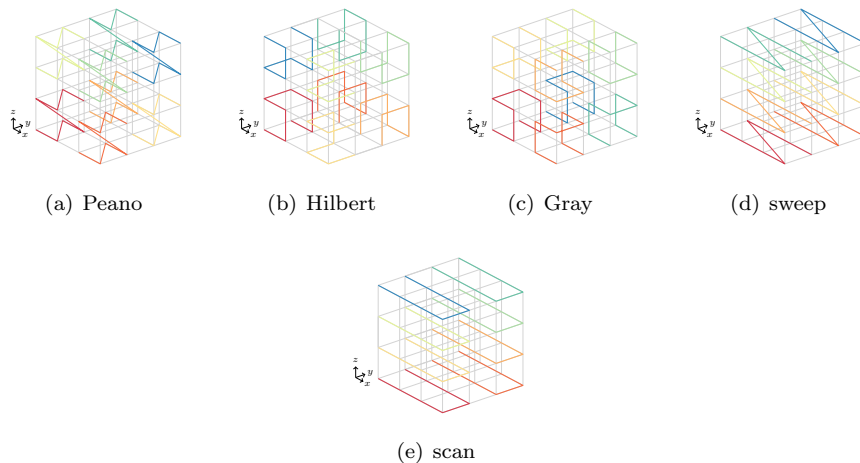 z
y
x
z
y
x
z
y
x
z
y
x
(a) Peano
(b) Hilbert
(c) Gray
(d) sweep
z
y
x
(e) scan